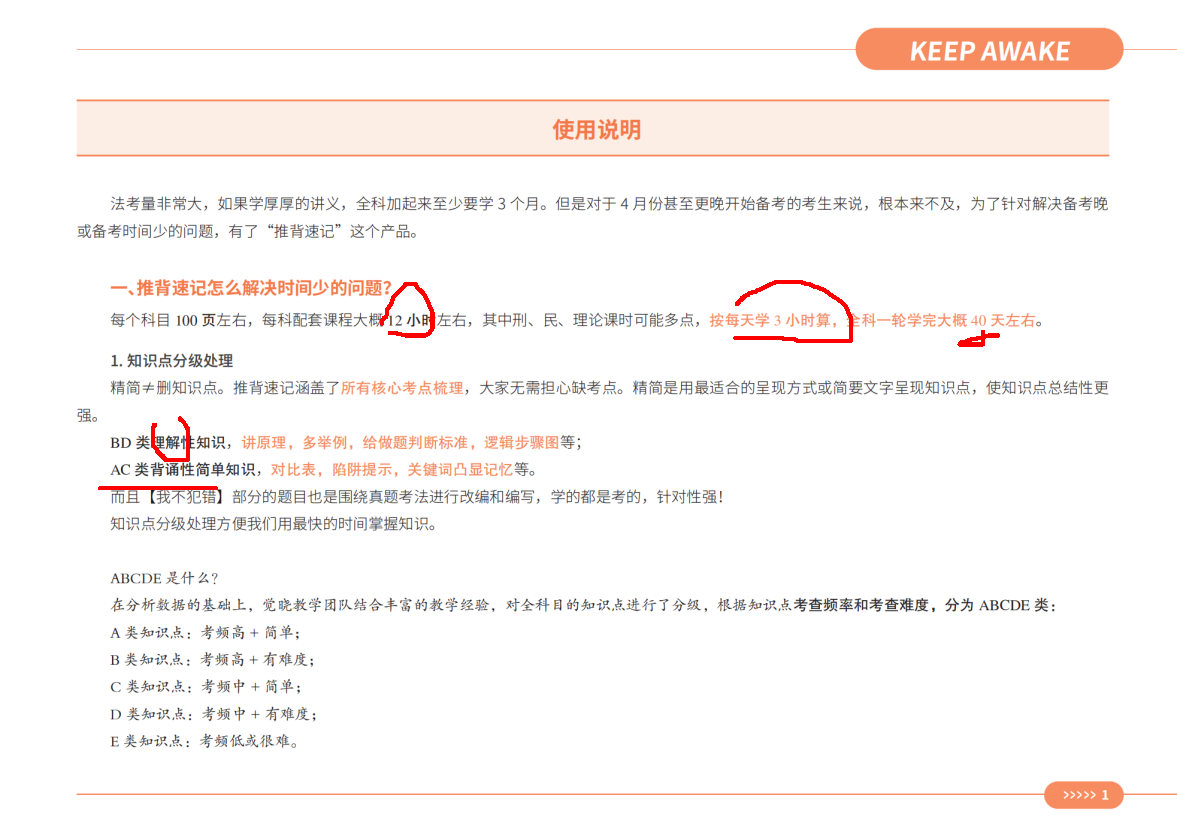 KEEP AWAKE
使用说明
法考量非常大，如果学厚厚的讲义，全科加起来至少要学 3 个月。但是对于 4 月份甚至更晚开始备考的考生来说，根本来不及，为了针对解决备考晚
或备考时间少的问题，有了“推背速记”这个产品。
一、推背速记怎么解决时间少的问题？
每个科目 100 页左右，每科配套课程大概 12 小时左右，其中刑、民、理论课时可能多点，按每天学 3 小时算，全科一轮学完大概 40 天左右。
1. 知识点分级处理
精简≠删知识点。推背速记涵盖了所有核心考点梳理，大家无需担心缺考点。精简是用最适合的呈现方式或简要文字呈现知识点，使知识点总结性更
强。
BD 类理解性知识，讲原理，多举例，给做题判断标准，逻辑步骤图等；
AC 类背诵性简单知识，对比表，陷阱提示，关键词凸显记忆等。
而且【我不犯错】部分的题目也是围绕真题考法进行改编和编写，学的都是考的，针对性强！
知识点分级处理方便我们用最快的时间掌握知识。
ABCDE 是什么？
在分析数据的基础上，觉晓教学团队结合丰富的教学经验，对全科目的知识点进行了分级，根据知识点考查频率和考查难度，分为 ABCDE 类：
A 类知识点：考频高 + 简单；
B 类知识点：考频高 + 有难度；
C 类知识点：考频中 + 简单；
D 类知识点：考频中 + 有难度；
E 类知识点：考频低或很难。
>>>>> 1